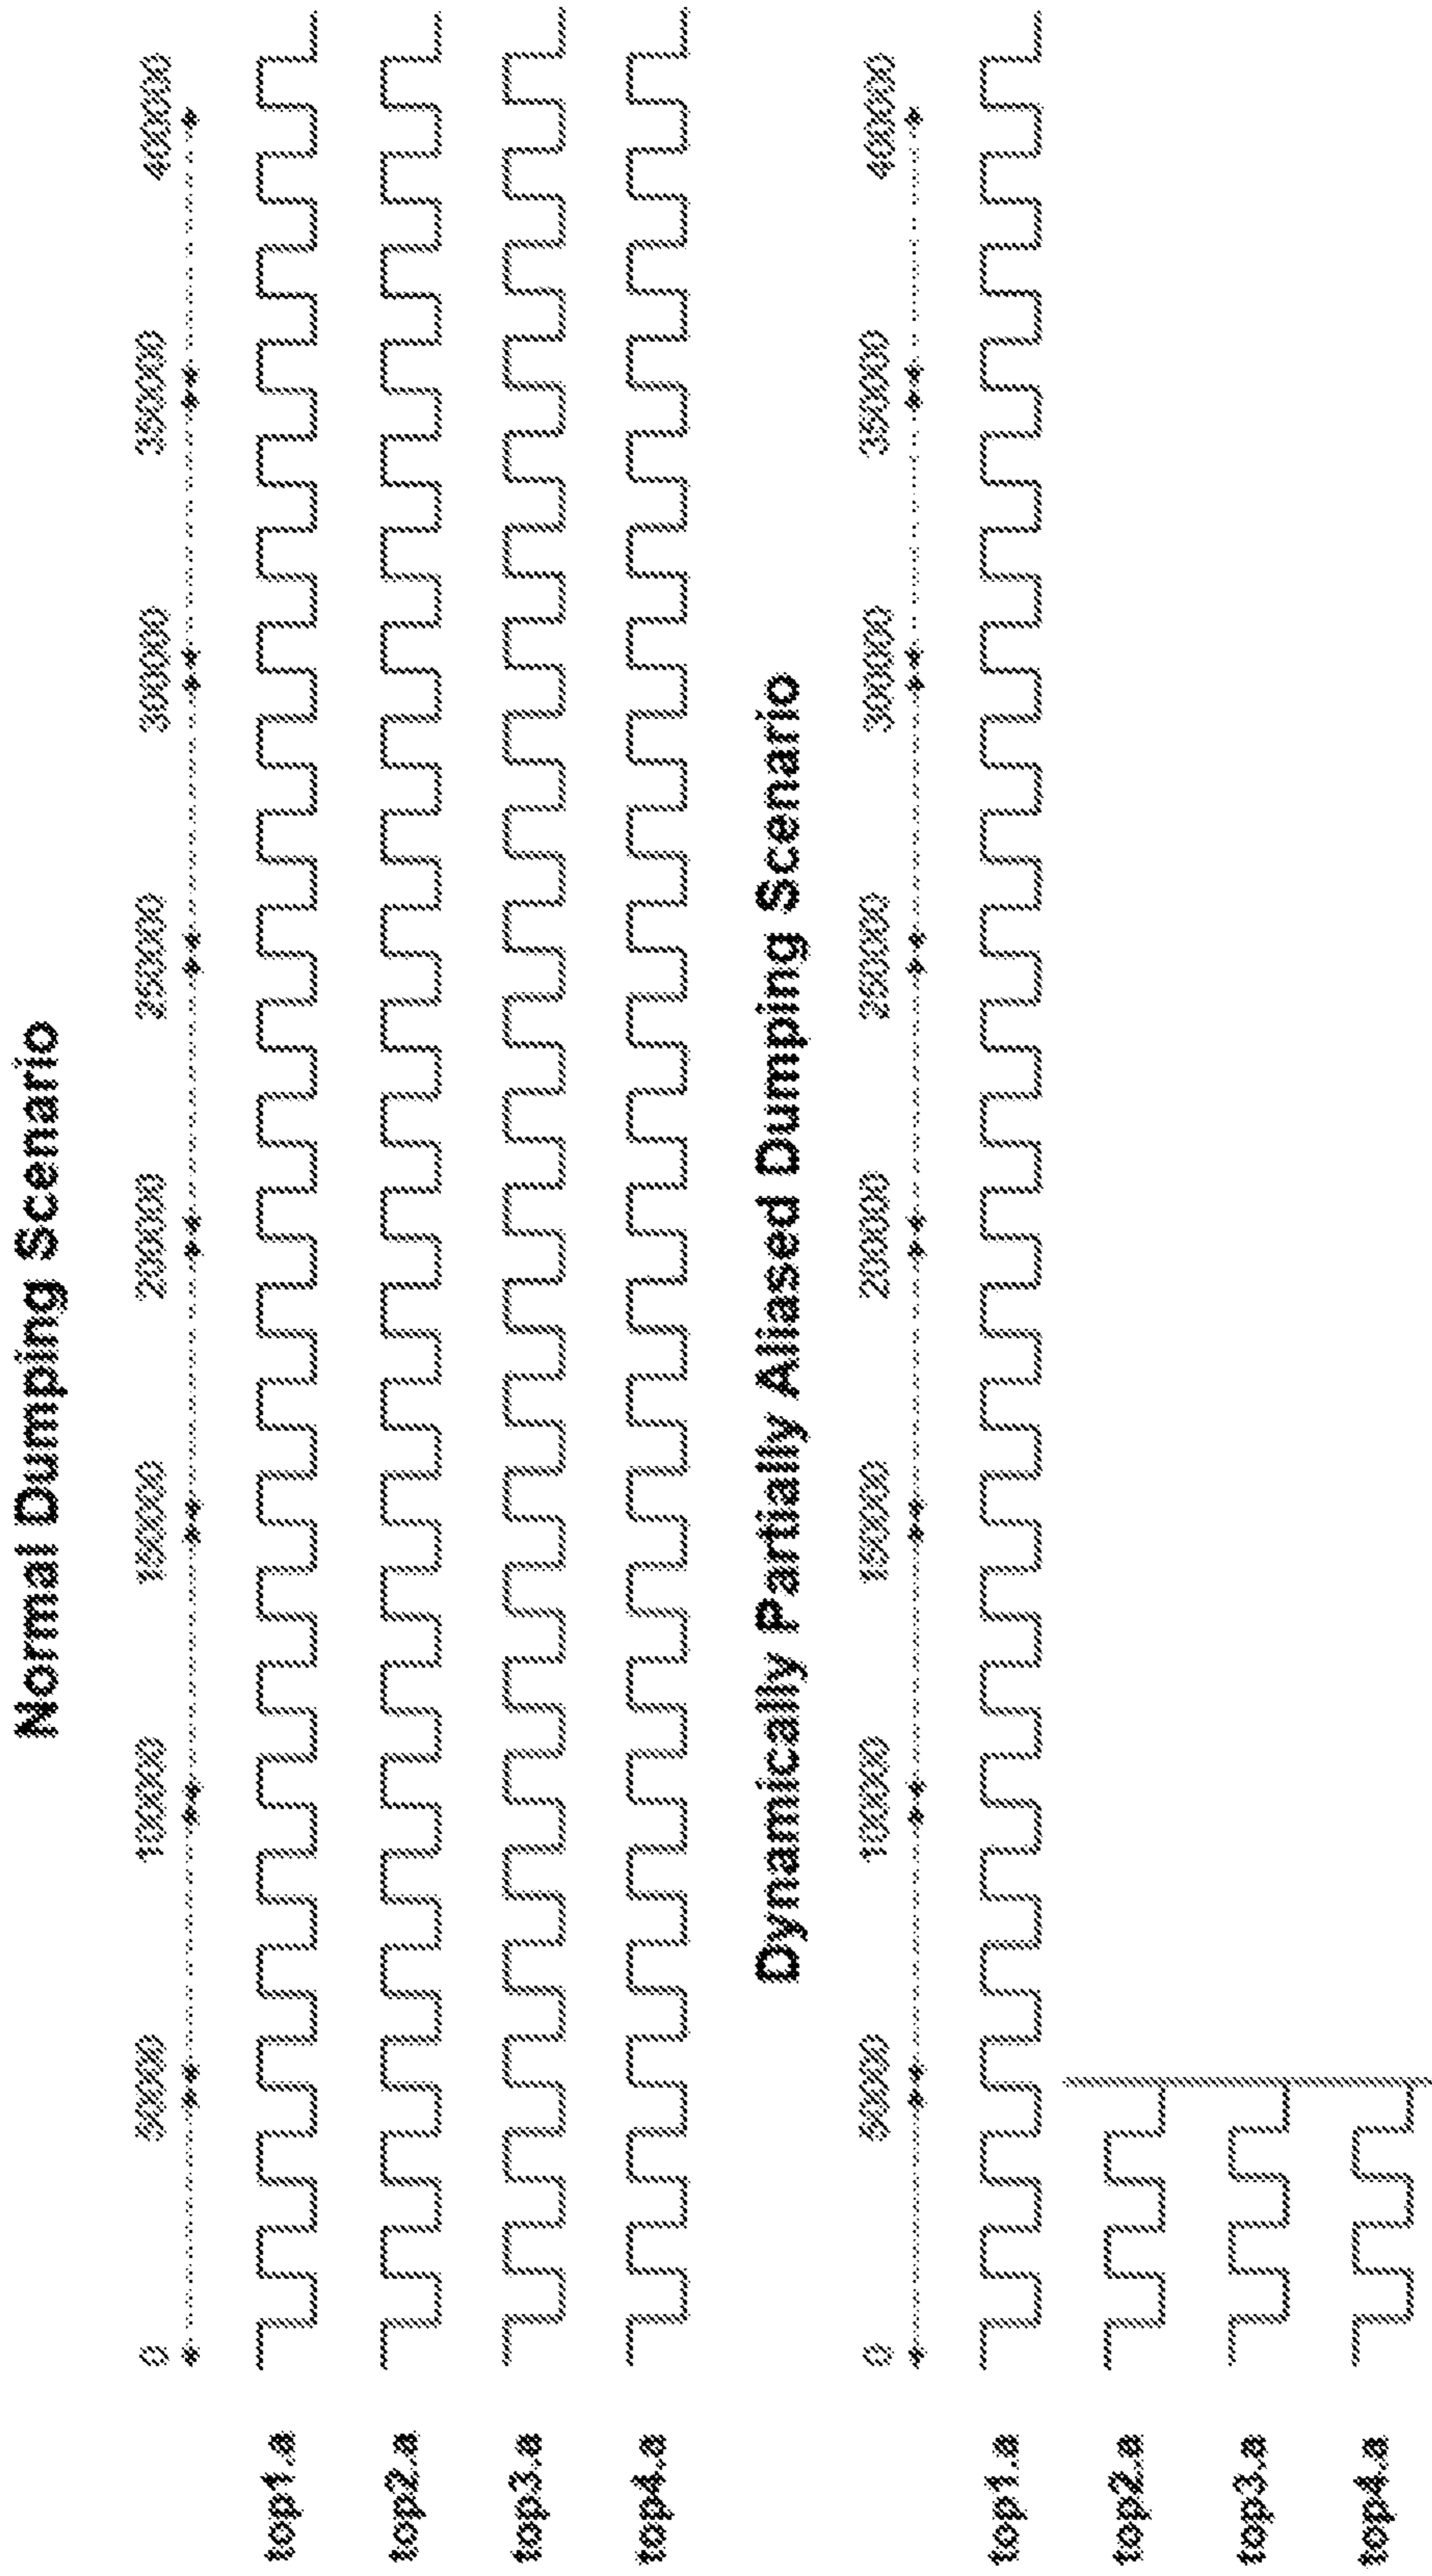 Normal Dumping Scenario
0 50000 100000 150000 200000 250000 300000 350000 400000
top1.a
top2.a
top3.a
top4.a
Dynamically Partially Aliased Dumping Scenario
0 50000 100000 150000 200000 250000 300000 350000 400000
top1.a
top2.a
top3.a
top4.a